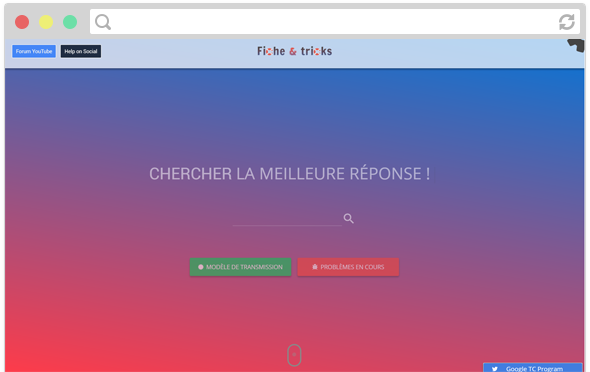 Forum YouTube
Help on Social
Fiche & tricks
CHERCHER LA MEILLEURE RÉPONSE !
MODÈLE DE TRANSMISSION
PROBLÈMES EN COURS
Google TC Program